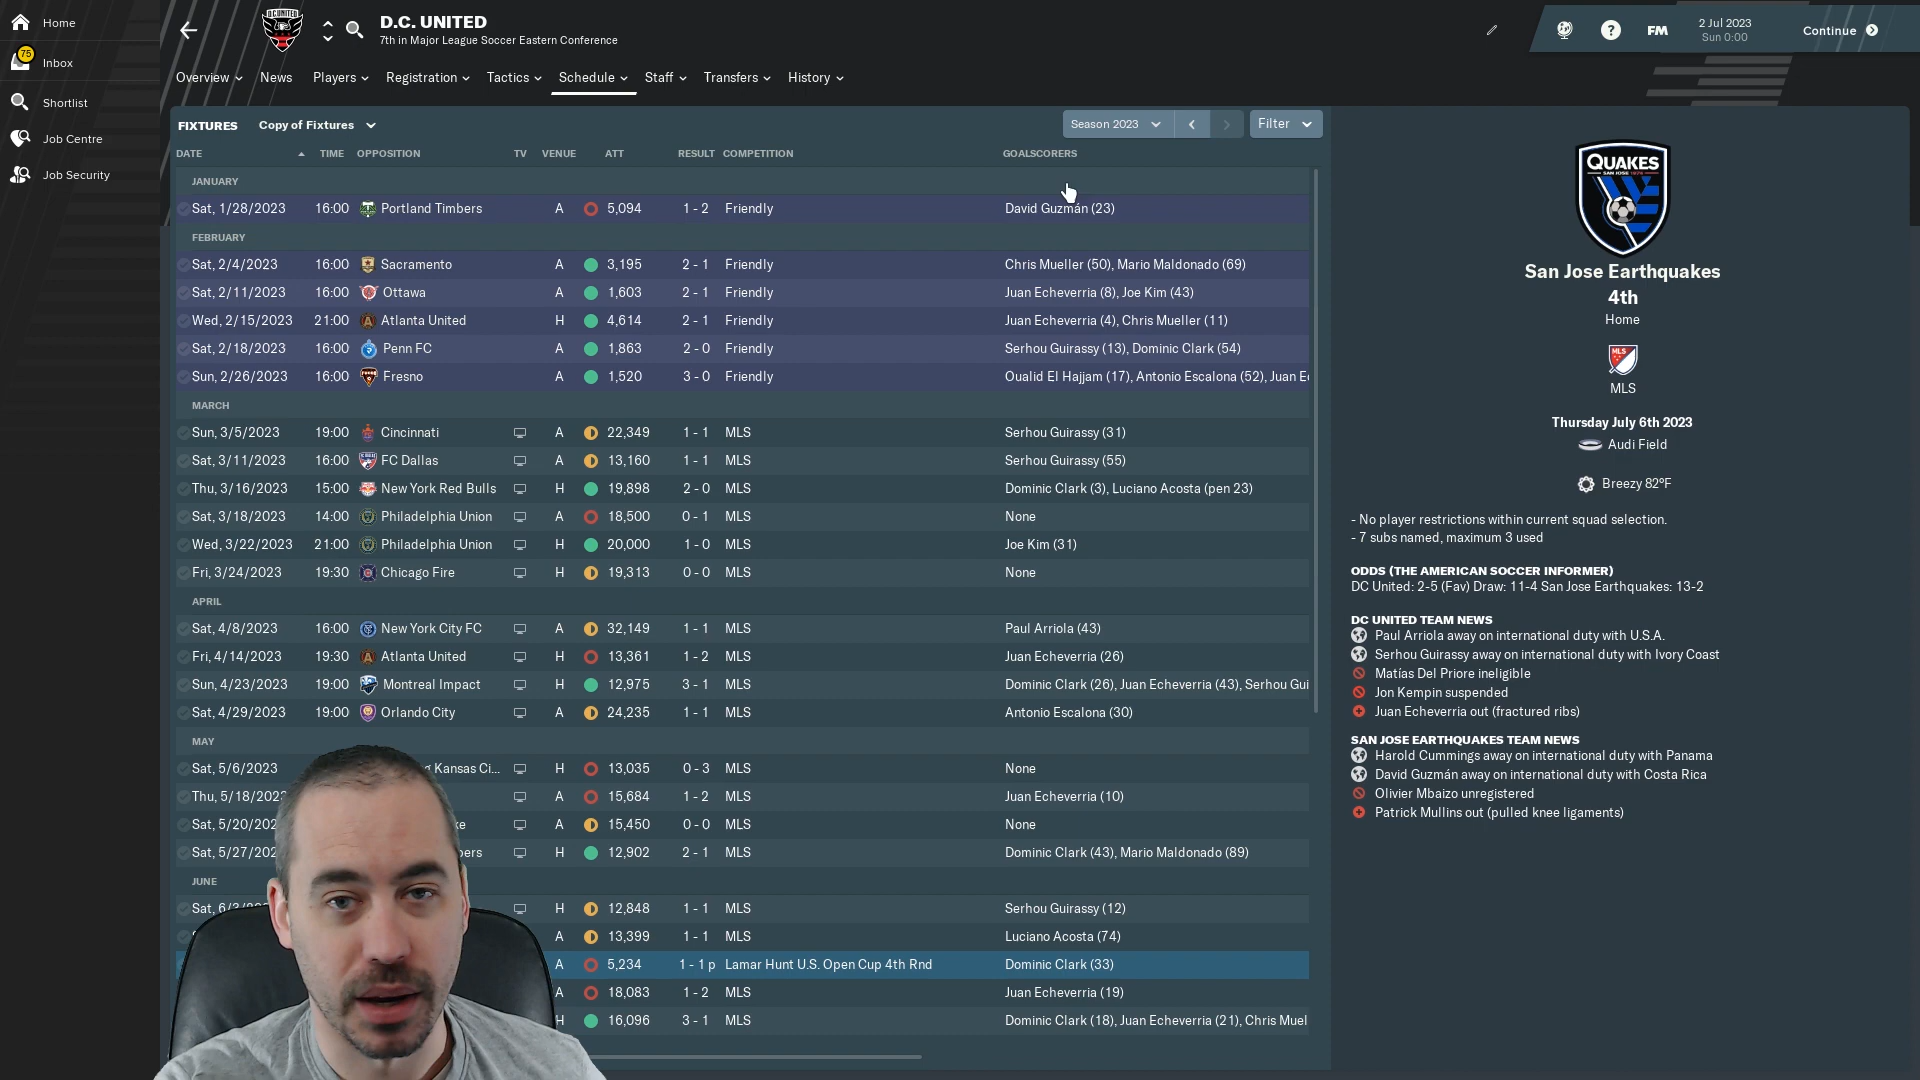 Home
75
Inbox
Shortlist
Job Centre
Job Security
D.C. UNITED
7th in Major League Soccer Eastern Conference
FM
2 Jul 2023
Sun 0:00
Continue
Overview News Players Registration Tactics Schedule Staff Transfers History
FIXTURES Copy of Fixtures Season 2023 Filter
DATE TIME OPPOSITION TV VENUE ATT RESULT COMPETITION GOALSCORERS
JANUARY
Sat, 1/28/2023 16:00 Portland Timbers A 5,094 1 - 2 Friendly David Guzmán (23)
FEBRUARY
Sat, 2/4/2023 16:00 Sacramento A 3,195 2 - 1 Friendly Chris Mueller (50), Mario Maldonado (69)
Sat, 2/11/2023 16:00 Ottawa A 1,603 2 - 1 Friendly Juan Echeverria (8), Joe Kim (43)
Wed, 2/15/2023 21:00 Atlanta United H 4,614 2 - 1 Friendly Juan Echeverria (4), Chris Mueller (11)
Sat, 2/18/2023 16:00 Penn FC A 1,863 2 - 0 Friendly Serhou Guirassy (13), Dominic Clark (54)
Sun, 2/26/2023 16:00 Fresno A 1,520 3 - 0 Friendly Oualid El Hajjam (17), Antonio Escalona (52), Juan E
MARCH
Sun, 3/5/2023 19:00 Cincinnati A 22,349 1 - 1 MLS Serhou Guirassy (31)
Sat, 3/11/2023 16:00 FC Dallas A 13,160 1 - 1 MLS Serhou Guirassy (55)
Thu, 3/16/2023 15:00 New York Red Bulls H 19,898 2 - 0 MLS Dominic Clark (3), Luciano Acosta (pen 23)
Sat, 3/18/2023 14:00 Philadelphia Union A 18,500 0 - 1 MLS None
Wed, 3/22/2023 21:00 Philadelphia Union H 20,000 1 - 0 MLS Joe Kim (31)
Fri, 3/24/2023 19:30 Chicago Fire H 19,313 0 - 0 MLS None
APRIL
Sat, 4/8/2023 16:00 New York City FC A 32,149 1 - 1 MLS Paul Arriola (43)
Fri, 4/14/2023 19:30 Atlanta United H 13,361 1 - 2 MLS Juan Echeverria (26)
Sun, 4/23/2023 19:00 Montreal Impact H 12,975 3 - 1 MLS Dominic Clark (26), Juan Echeverria (43), Serhou Gui
Sat, 4/29/2023 19:00 Orlando City A 24,235 1 - 1 MLS Antonio Escalona (30)
MAY
Sat, 5/6/2023 g Kansas Ci... H 13,035 0 - 3 MLS None
Thu, 5/18/2023 A 15,684 1 - 2 MLS Juan Echeverria (10)
Sat, 5/20/202 ke A 15,450 0 - 0 MLS None
Sat, 5/27/202 bers H 12,902 2 - 1 MLS Dominic Clark (43), Mario Maldonado (89)
JUNE
Sat, 6/3/ H 12,848 1 - 1 MLS Serhou Guirassy (12)
A 13,399 1 - 1 MLS Luciano Acosta (74)
A 5,234 1 - 1 p Lamar Hunt U.S. Open Cup 4th Rnd Dominic Clark (33)
A 18,083 1 - 2 MLS Juan Echeverria (19)
H 16,096 3 - 1 MLS Dominic Clark (18), Juan Echeverria (21), Chris Muel
QUAKES
San Jose Earthquakes
4th
Home
MLS
MLS
Thursday July 6th 2023
Audi Field
Breezy 82ºF
- No player restrictions within current squad selection.
- 7 subs named, maximum 3 used
ODDS (THE AMERICAN SOCCER INFORMER)
DC United: 2-5 (Fav) Draw: 11-4 San Jose Earthquakes: 13-2
DC UNITED TEAM NEWS
Paul Arriola away on international duty with U.S.A.
Serhou Guirassy away on international duty with Ivory Coast
Matías Del Priore ineligible
Jon Kempin suspended
Juan Echeverria out (fractured ribs)
SAN JOSE EARTHQUAKES TEAM NEWS
Harold Cummings away on international duty with Panama
David Guzmán away on international duty with Costa Rica
Olivier Mbaizo unregistered
Patrick Mullins out (pulled knee ligaments)